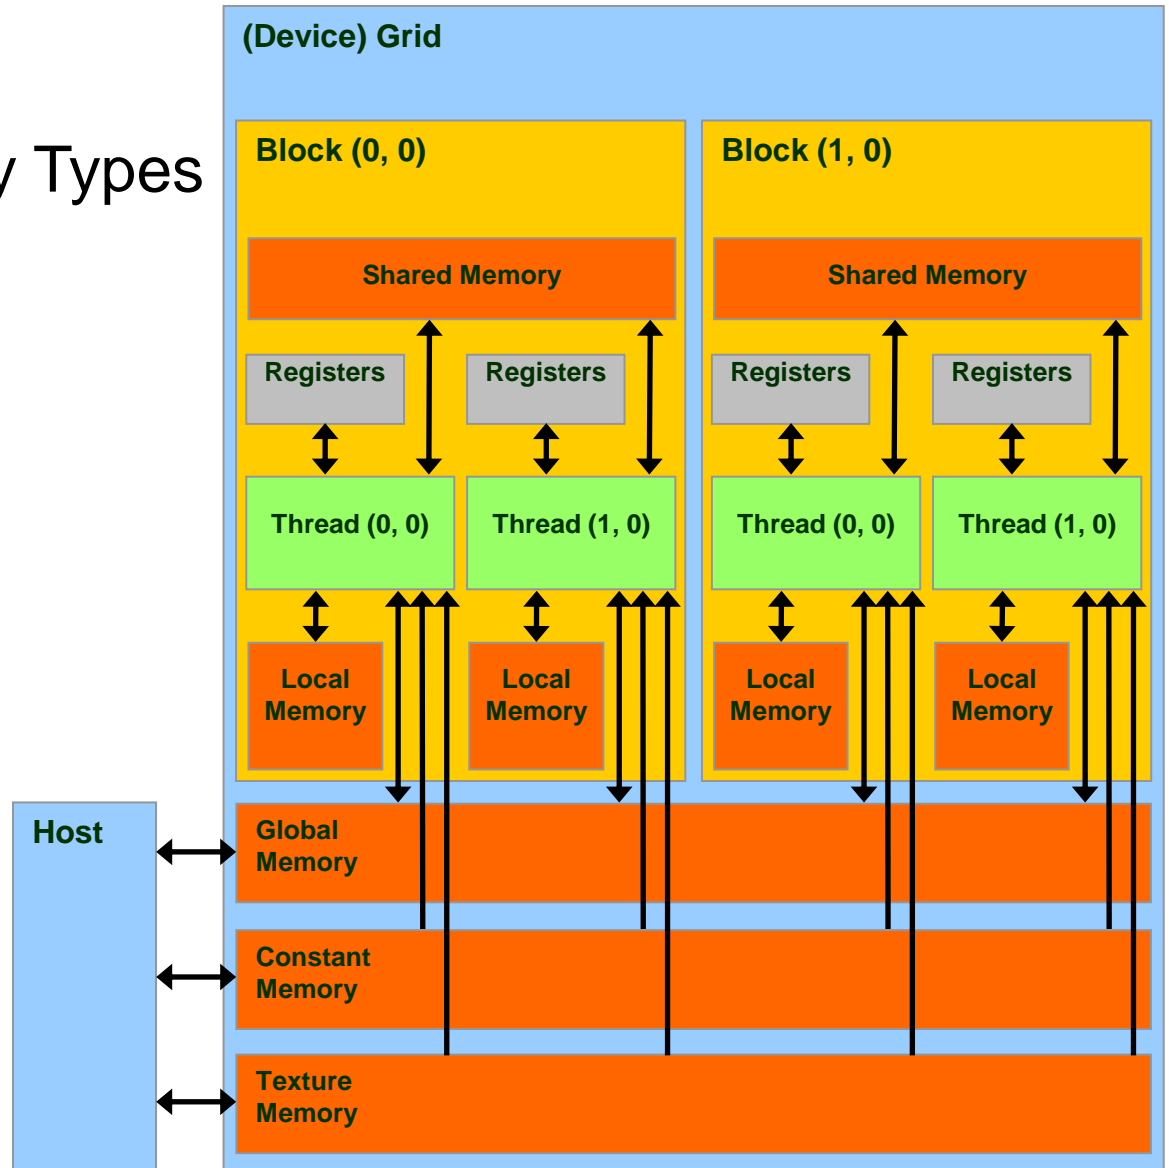 (Device) Grid
y Types
Block (0, 0)
Block (1, 0)
Shared Memory
Shared Memory
Registers
Registers
Registers
Registers
Thread (0, 0)
Thread (1, 0)
Thread (0, 0)
Thread (1, 0)
Local
Memory
Local
Memory
Local
Memory
Local
Memory
Host
Global
Memory
Constant
Memory
Texture
Memory